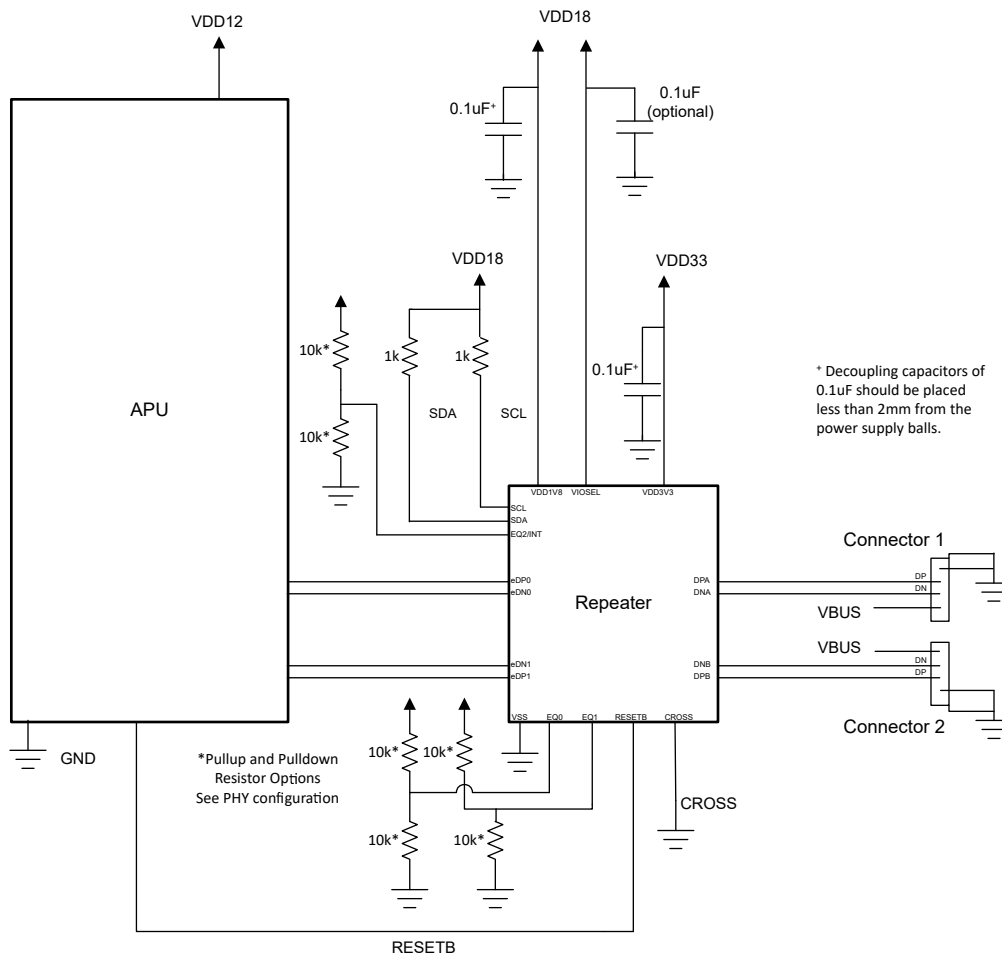 VDD12
VDD18
0.1uF⁺
0.1uF
(optional)
VDD18
VDD33
10k*
1k
1k
0.1uF⁺
⁺ Decoupling capacitors of
0.1uF should be placed
less than 2mm from the
power supply balls.
APU
SDA
SCL
10k*
VDD1V8
VIOSEL
VDD3V3
SCL
SDA
EQ2/INT
Connector 1
eDP0
eDN0
DPA
DNA
DP
DN
Repeater
VBUS
VBUS
eDN1
eDP1
DNB
DPB
DN
DP
VSS
EQ0
EQ1
RESETB
CROSS
Connector 2
GND
*Pullup and Pulldown
Resistor Options
See PHY configuration
10k*
10k*
CROSS
10k*
10k*
RESETB